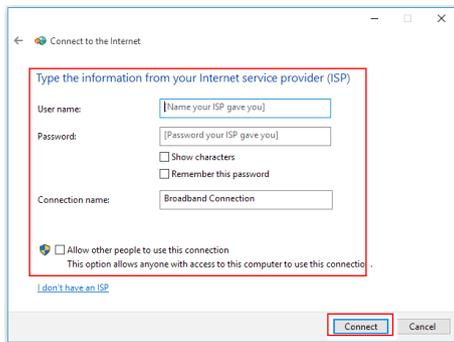 Connect to the Internet
Type the information from your Internet service provider (ISP)
User name:
[Name your ISP gave you]
Password:
[Password your ISP gave you]
Show characters
Remember this password
Connection name:
Broadband Connection
Allow other people to use this connection
This option allows anyone with access to this computer to use this connection.
I don't have an ISP
Connect
Cancel